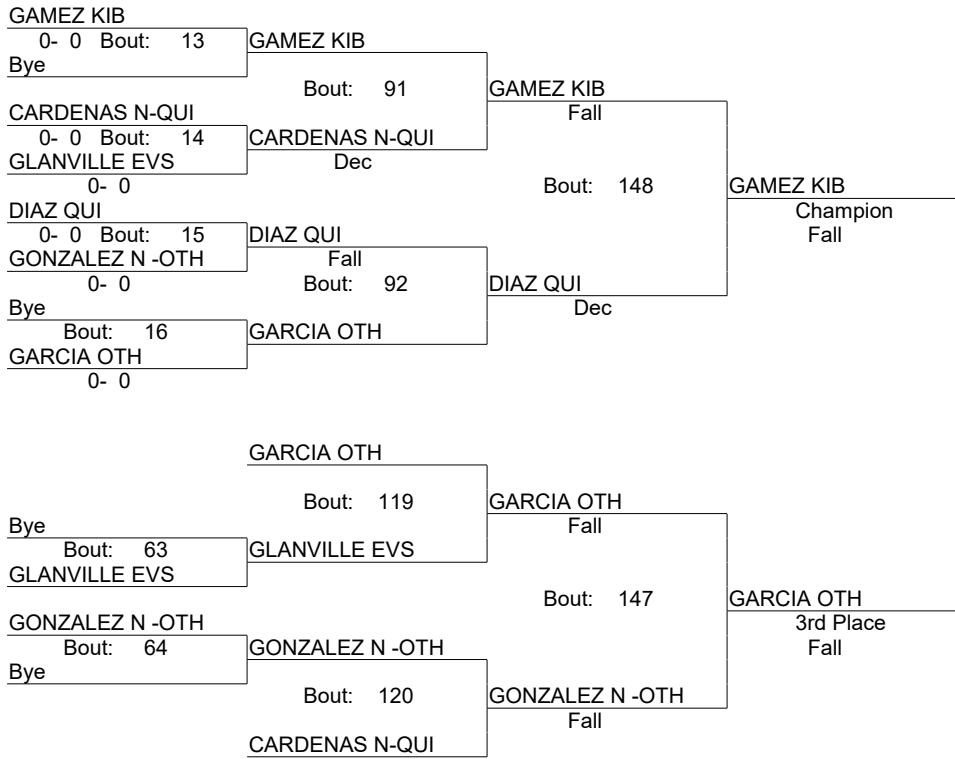 GAMEZ KIB
0- 0 Bout: 13 GAMEZ KIB
Bye
Bout: 91 GAMEZ KIB
CARDENAS N-QUI Fall
0- 0 Bout: 14 CARDENAS N-QUI
GLANVILLE EVS Dec
0- 0 Bout: 148 GAMEZ KIB
DIAZ QUI Champion
0- 0 Bout: 15 DIAZ QUI Fall
GONZALEZ N -OTH Fall
0- 0 Bout: 92 DIAZ QUI
Bye Dec
Bout: 16 GARCIA OTH
GARCIA OTH
0- 0
GARCIA OTH
Bout: 119 GARCIA OTH
Bye Fall
Bout: 63 GLANVILLE EVS
GLANVILLE EVS
Bout: 147 GARCIA OTH
GONZALEZ N -OTH 3rd Place
Bout: 64 GONZALEZ N -OTH Fall
Bye
Bout: 120 GONZALEZ N -OTH
Fall
CARDENAS N-QUI